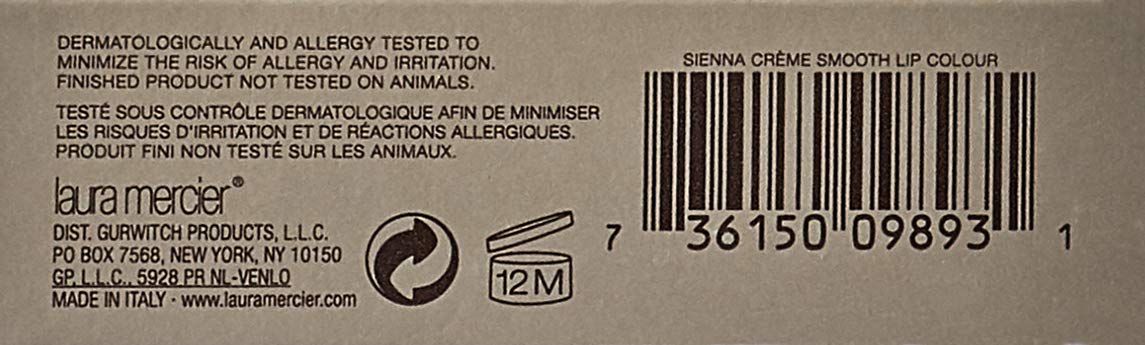 DERMATOLOGICALLY AND ALLERGY TESTED TO
MINIMIZE THE RISK OF ALLERGY AND IRRITATION.
FINISHED PRODUCT NOT TESTED ON ANIMALS.
TESTÉ SOUS CONTRÔLE DERMATOLOGIQUE AFIN DE MINIMISER
LES RISQUES D'IRRITATION ET DE RÉACTIONS ALLERGIQUES.
PRODUIT FINI NON TESTÉ SUR LES ANIMAUX.
laura mercier®
DIST. GURWITCH PRODUCTS, L.L.C.
PO BOX 7568, NEW YORK, NY 10150
GP. L.L.C., 5928 PR NL-VENLO
MADE IN ITALY · www.lauramercier.com
12M
SIENNA CRÈME SMOOTH LIP COLOUR
7 36150 09893 1